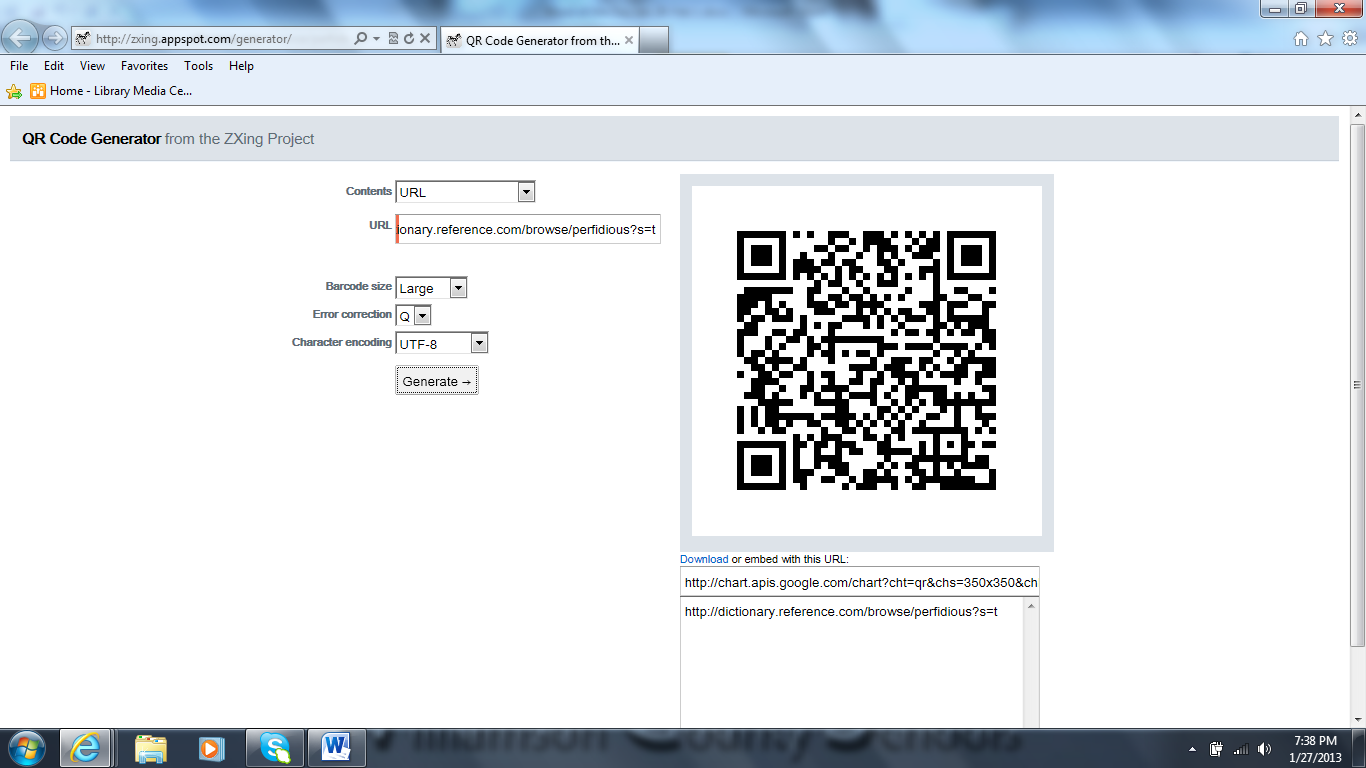 http://zxing.appspot.com/generator/
QR Code Generator from th...
File Edit View Favorites Tools Help
Home - Library Media Ce...
QR Code Generator from the ZXing Project
Contents URL
URL ionary.reference.com/browse/perfidious?s=t
Barcode size Large
Error correction Q
Character encoding UTF-8
Generate →
Download or embed with this URL:
http://chart.apis.google.com/chart?cht=qr&chs=350x350&ch
http://dictionary.reference.com/browse/perfidious?s=t
7:38 PM
1/27/2013